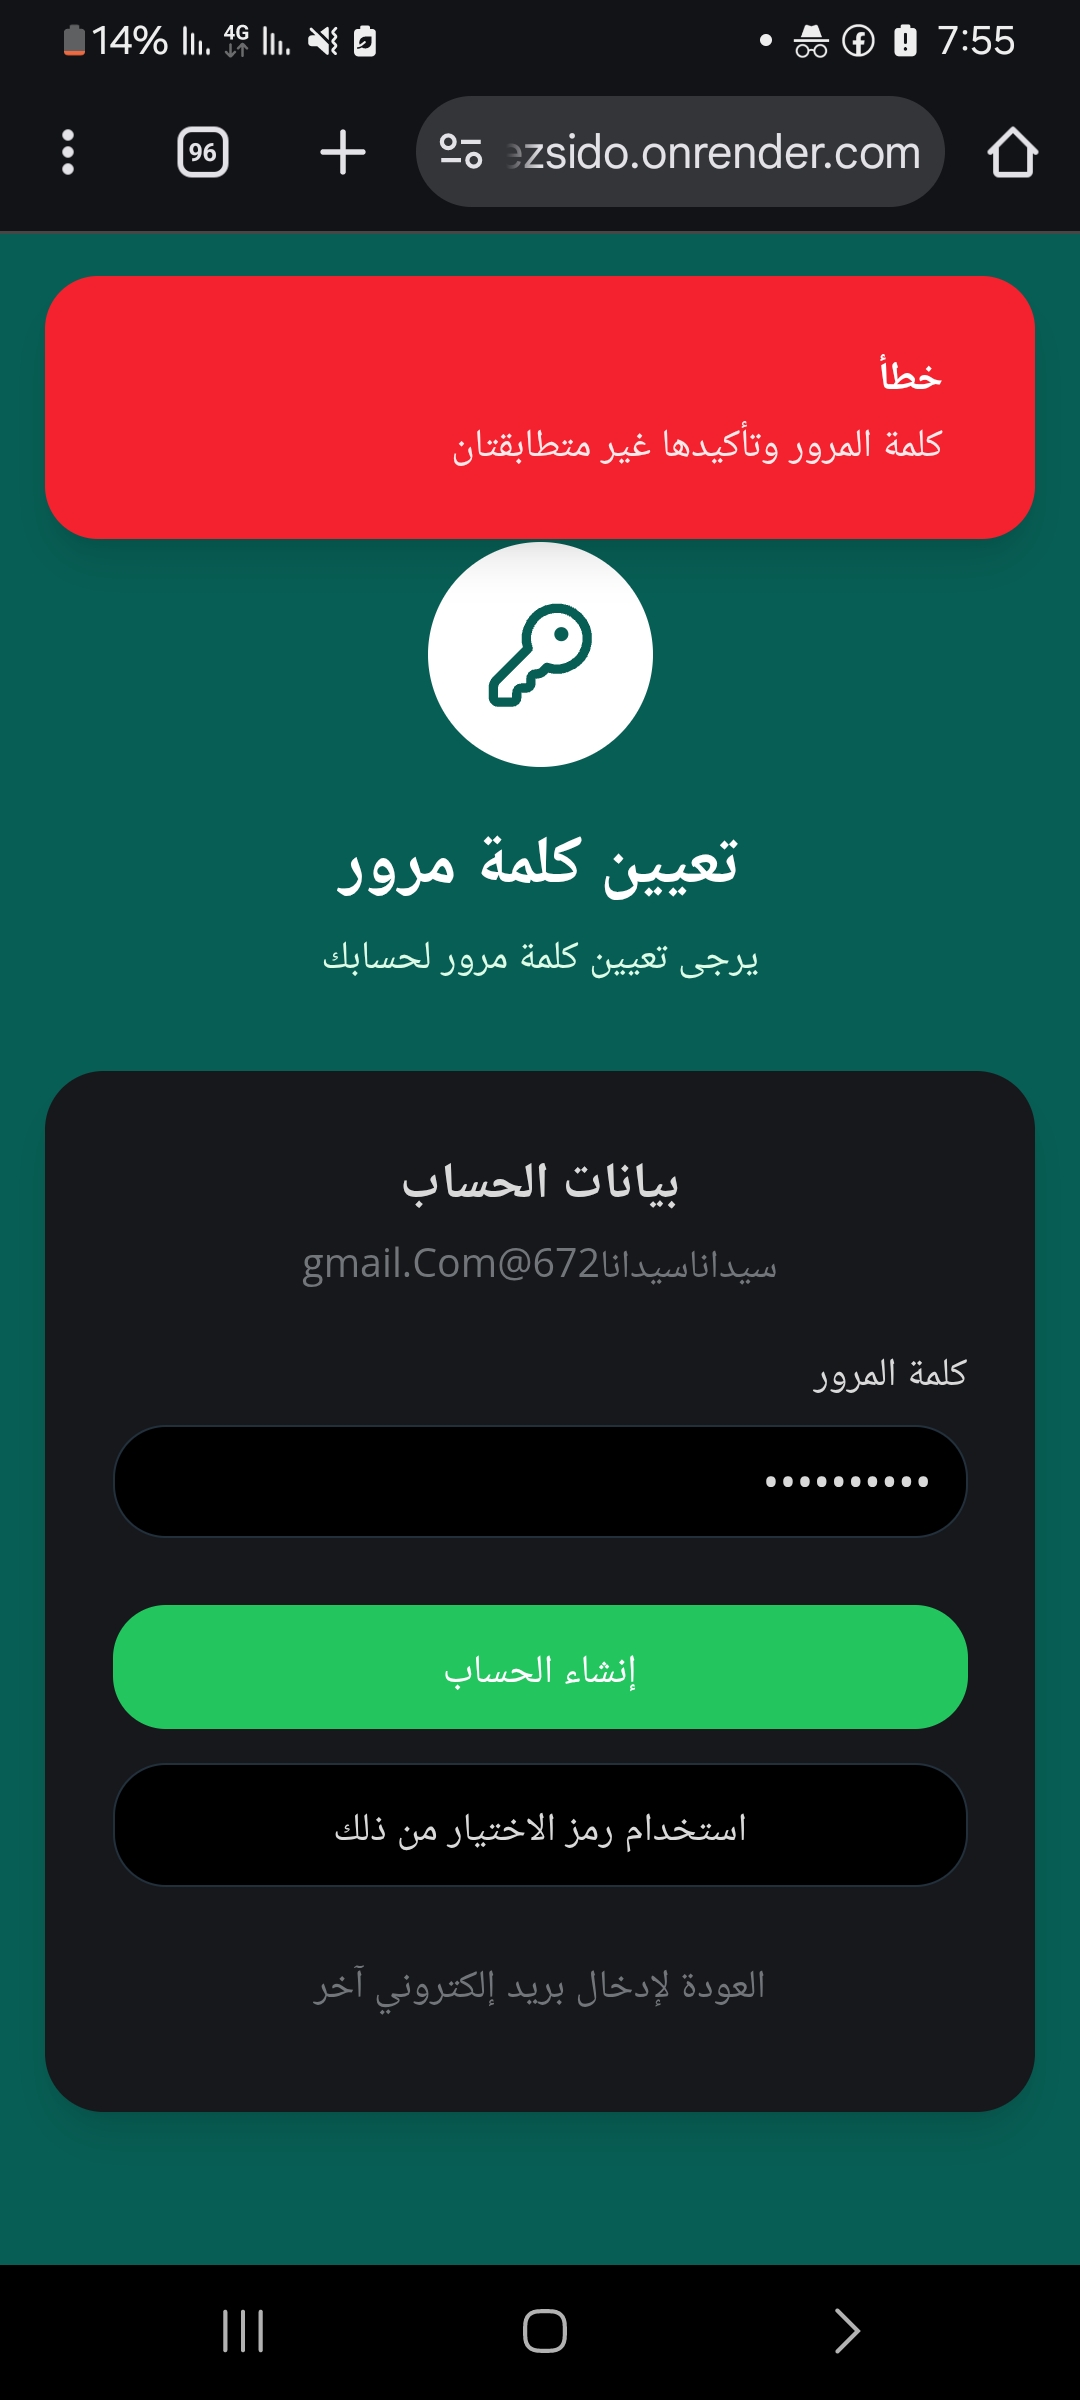 14% 4G 7:55
96 ezsido.onrender.com
خطأ
كلمة المرور وتأكيدها غير متطابقتان
تعيين كلمة مرور
يرجى تعيين كلمة مرور لحسابك
بيانات الحساب
سيداناسيدانا672@gmail.Com
كلمة المرور
••••••••••
إنشاء الحساب
استخدام رمز الاختيار من ذلك
العودة لإدخال بريد إلكتروني آخر